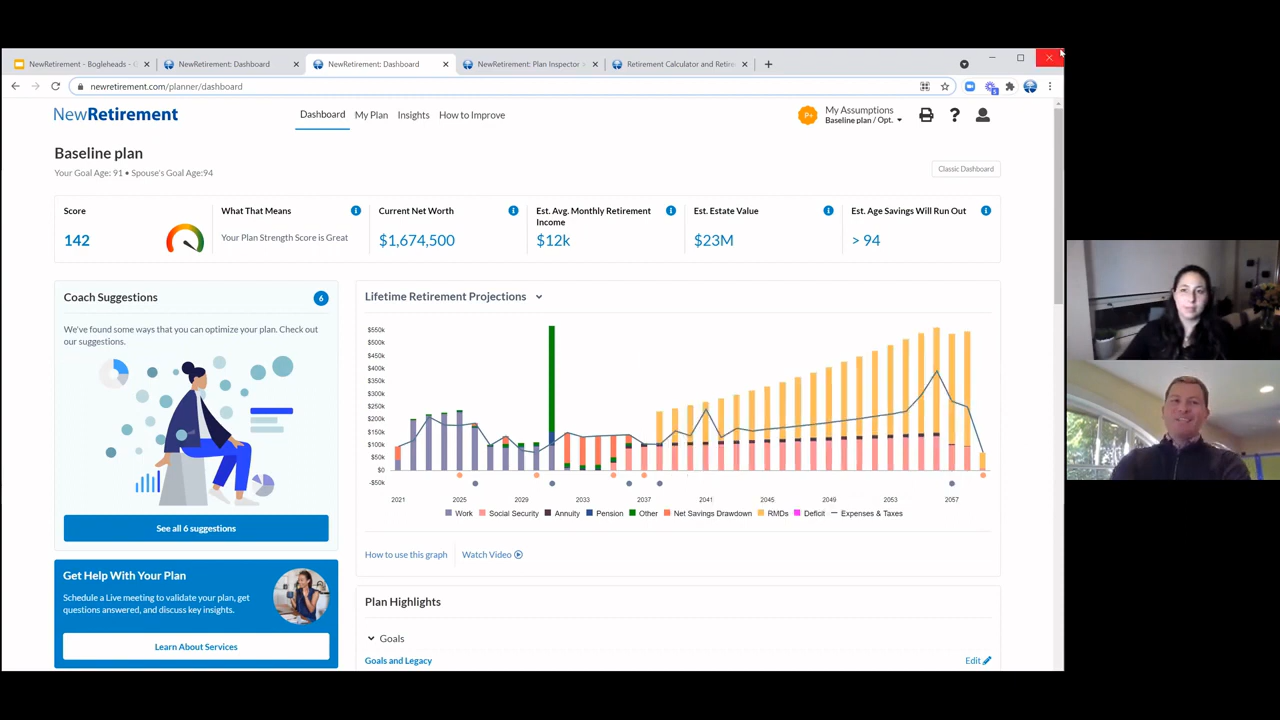 NewRetirement - Bogleheads -
NewRetirement: Dashboard
NewRetirement: Dashboard
NewRetirement: Plan Inspector
Retirement Calculator and Retire
newretirement.com/planner/dashboard
NewRetirement
Dashboard
My Plan
Insights
How to Improve
P+
My Assumptions
Baseline plan / Opt.
Baseline plan
Your Goal Age: 91 • Spouse's Goal Age:94
Classic Dashboard
Score
142
What That Means
Your Plan Strength Score is Great
Current Net Worth
$1,674,500
Est. Avg. Monthly Retirement
Income
$12k
Est. Estate Value
$23M
Est. Age Savings Will Run Out
> 94
Coach Suggestions
6
We've found some ways that you can optimize your plan. Check out
our suggestions.
See all 6 suggestions
Get Help With Your Plan
Schedule a Live meeting to validate your plan, get
questions answered, and discuss key insights.
Learn About Services
Lifetime Retirement Projections
$550k
$500k
$450k
$400k
$350k
$300k
$250k
$200k
$150k
$100k
$50k
$0
-$50k
2021
2025
2029
2033
2037
2041
2045
2049
2053
2057
Work
Social Security
Annuity
Pension
Other
Net Savings Drawdown
RMDs
Deficit
Expenses & Taxes
How to use this graph
Watch Video
Plan Highlights
Goals
Goals and Legacy
Edit